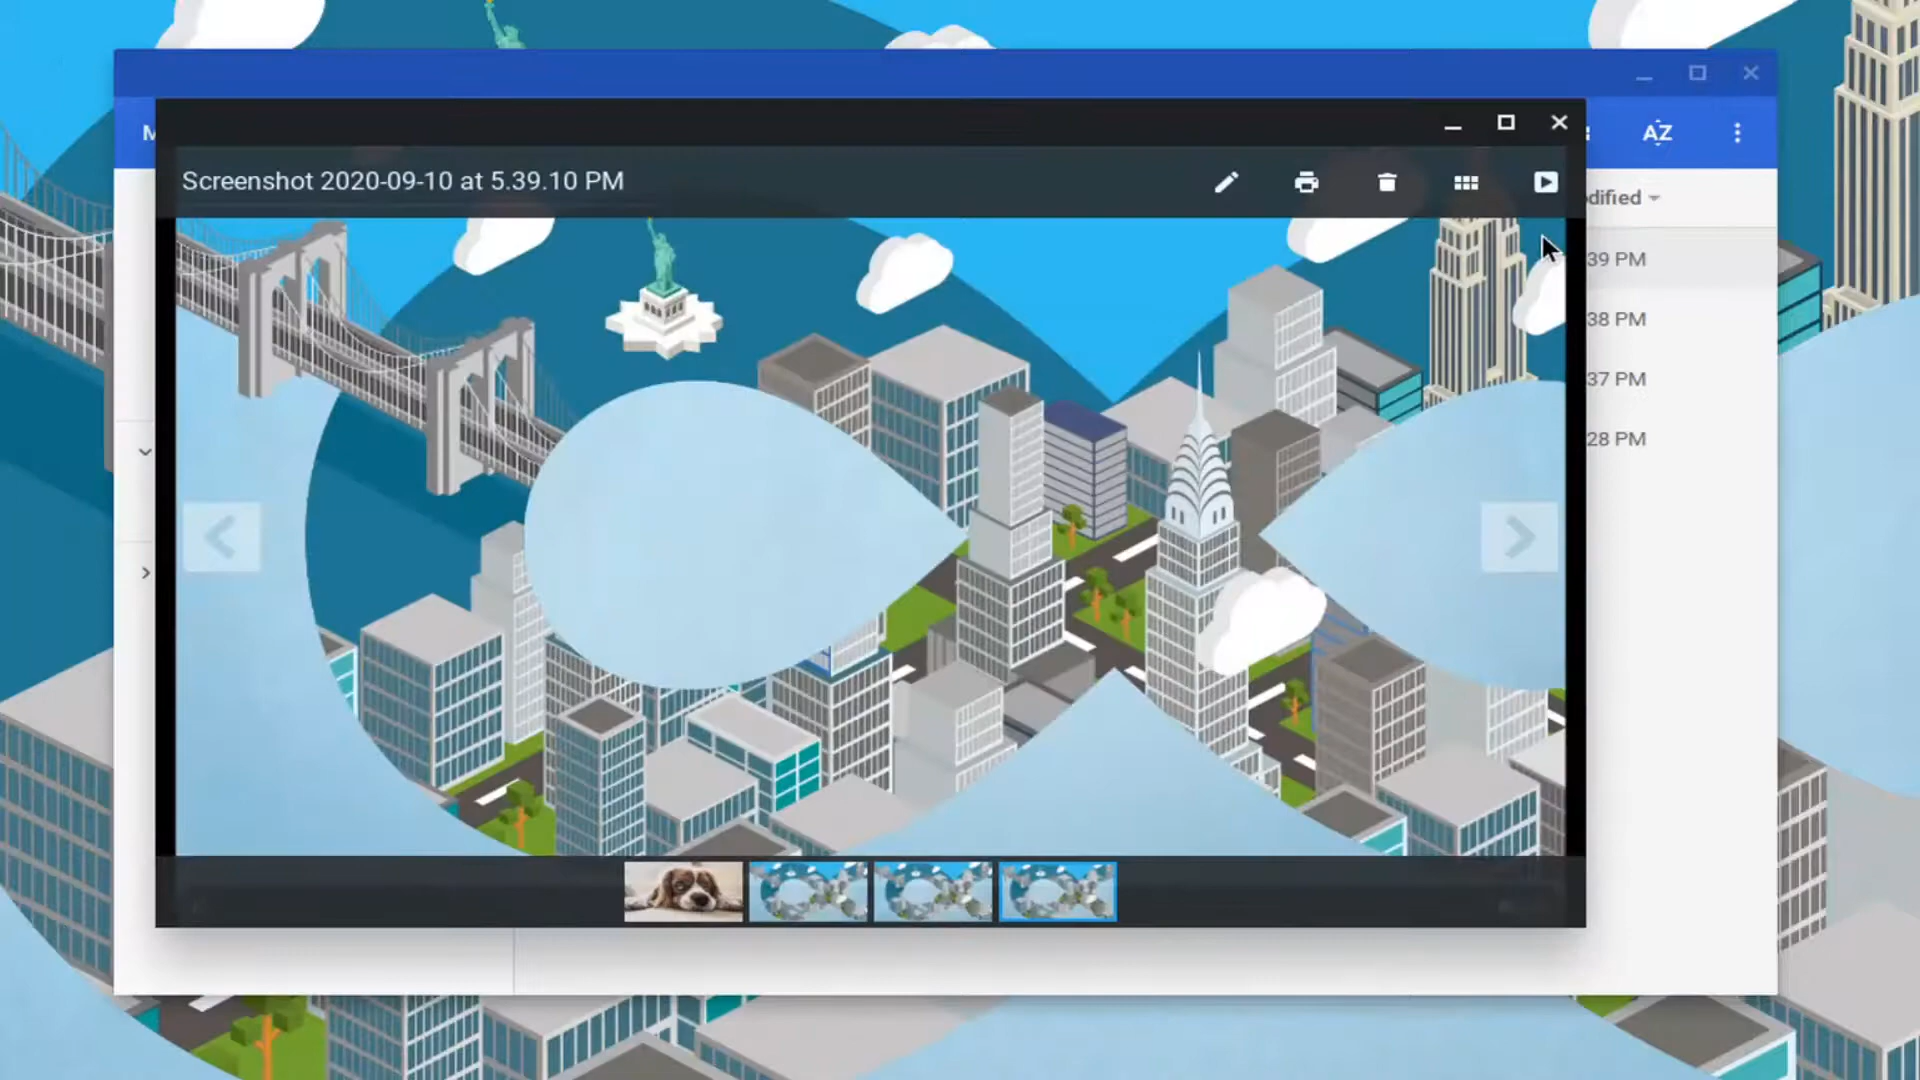 M
AZ
Screenshot 2020-09-10 at 5.39.10 PM
dified
39 PM
38 PM
37 PM
28 PM